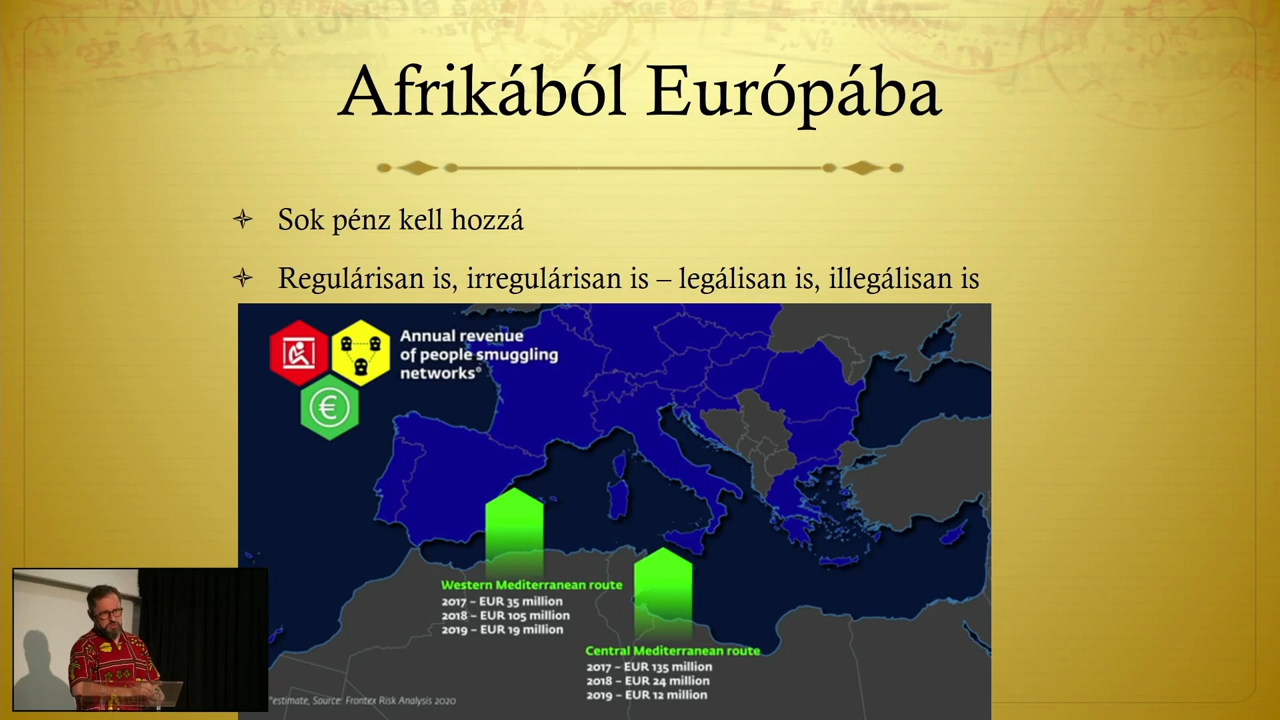 Afrikából Európába
Sok pénz kell hozzá
Regulárisan is, irregulárisan is – legálisan is, illegálisan is
Annual revenue
of people smuggling
networks°
€
Western Mediterranean route
2017 – EUR 35 million
2018 – EUR 105 million
2019 – EUR 19 million
Central Mediterranean route
2017 – EUR 135 million
2018 – EUR 24 million
2019 – EUR 12 million
°estimate, Source: Frontex Risk Analysis 2020